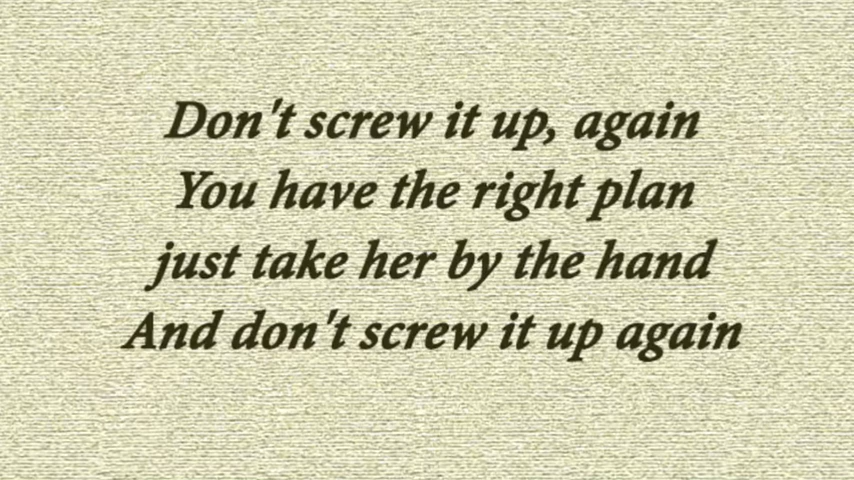 Don't screw it up, again
You have the right plan
just take her by the hand
And don't screw it up again